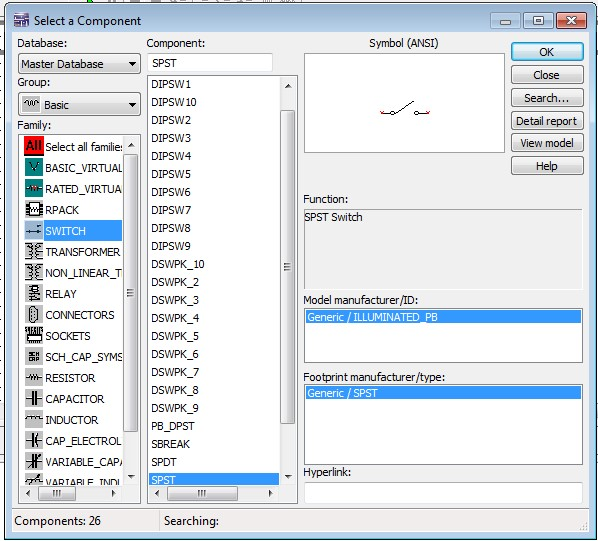 Select a Component
Database:
Master Database
Group:
Basic
Family:
All Select all families
BASIC_VIRTUAL
RATED_VIRTUA
RPACK
SWITCH
TRANSFORMER
NON_LINEAR_T
RELAY
CONNECTORS
SOCKETS
SCH_CAP_SYMS
RESISTOR
CAPACITOR
INDUCTOR
CAP_ELECTROL
VARIABLE_CAPA
VARIABLE_INDU
Component:
SPST
DIPSW1
DIPSW10
DIPSW2
DIPSW3
DIPSW4
DIPSW5
DIPSW6
DIPSW7
DIPSW8
DIPSW9
DSWPK_10
DSWPK_2
DSWPK_3
DSWPK_4
DSWPK_5
DSWPK_6
DSWPK_7
DSWPK_8
DSWPK_9
PB_DPST
SBREAK
SPDT
SPST
Symbol (ANSI)
Function:
SPST Switch
Model manufacturer/ID:
Generic / ILLUMINATED_PB
Footprint manufacturer/type:
Generic / SPST
Hyperlink:
OK
Close
Search...
Detail report
View model
Help
Components: 26
Searching: